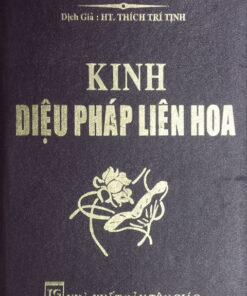 Dịch Giả : HT. THÍCH TRÍ TỊNH
KINH
DIỆU PHÁP LIÊN HOA